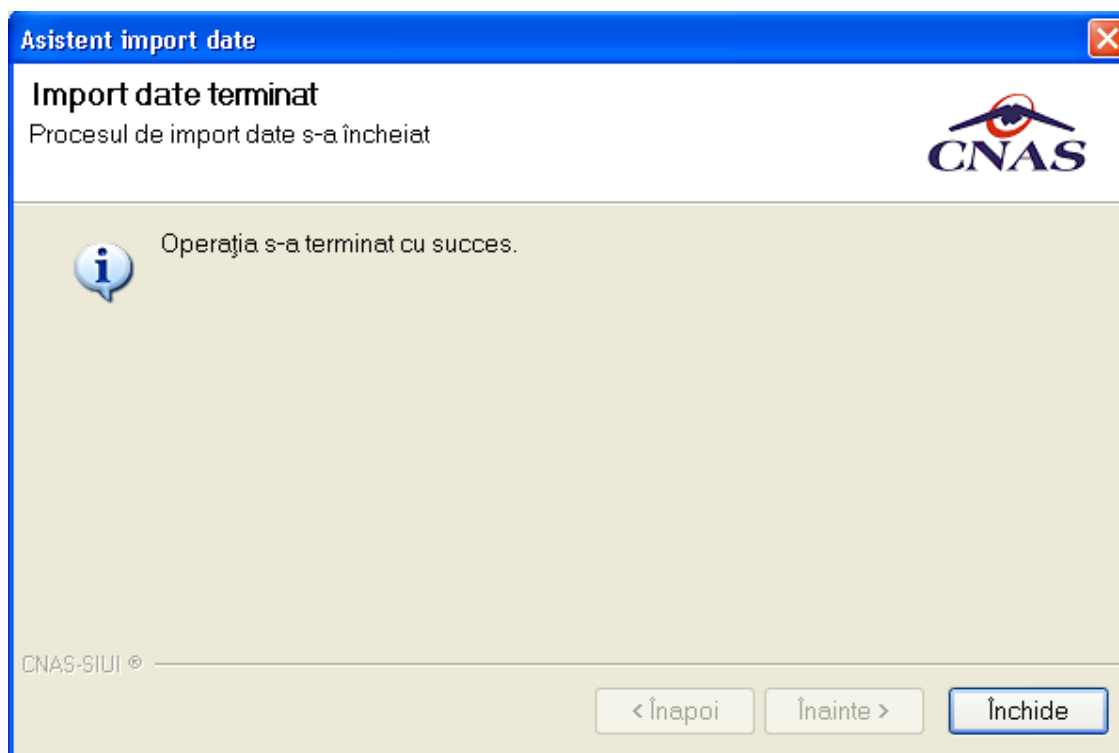 Asistent import date
Import date terminat
Procesul de import date s-a încheiat
CNAS
Operaţia s-a terminat cu succes.
CNAS-SIUI ®
< Înapoi
Înainte >
Închide